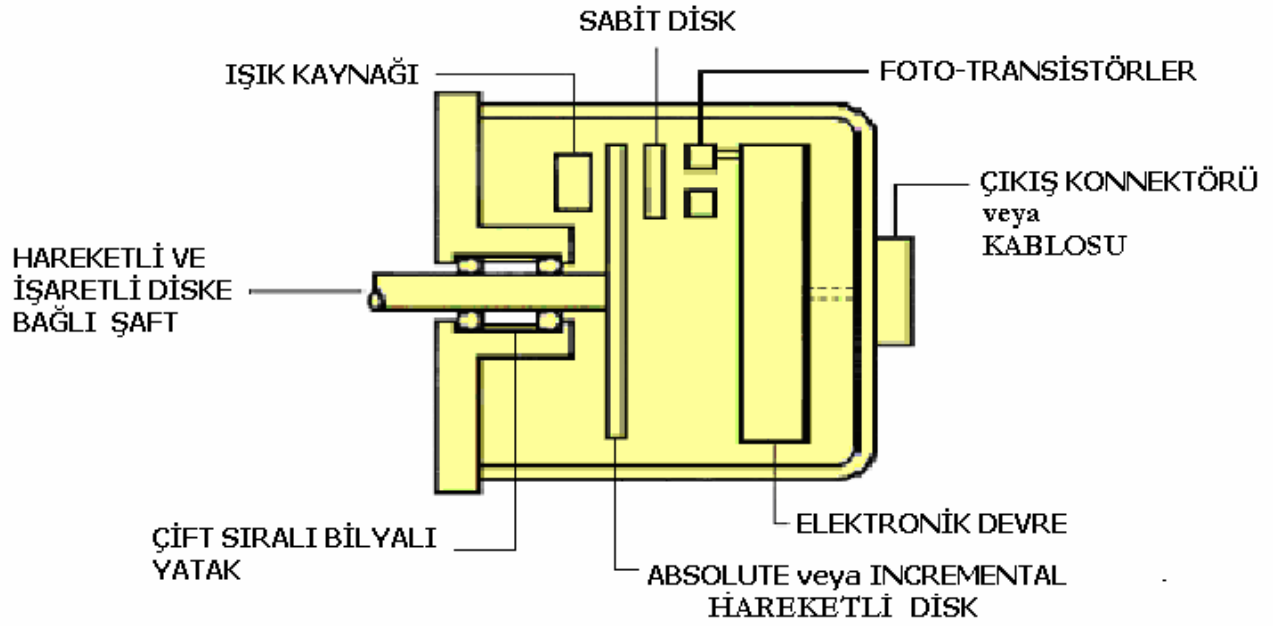 SABİT DİSK
IŞIK KAYNAĞI
FOTO-TRANSİSTÖRLER
ÇIKIŞ KONNEKTÖRÜ
veya
KABLOSU
HAREKETLİ VE
İŞARETLİ DİSKE
BAĞLI ŞAFT
ÇİFT SIRALI BİLYALI
YATAK
ELEKTRONİK DEVRE
ABSOLUTE veya INCREMENTAL
HAREKETLİ DİSK